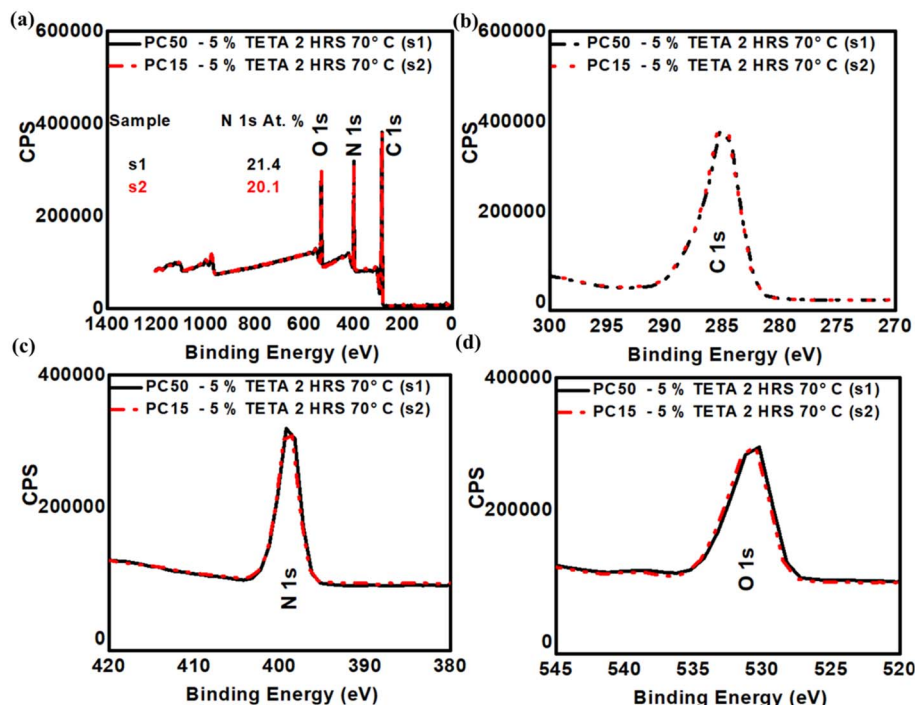 (a)
PC50 - 5 % TETA 2 HRS 70° C (s1)
PC15 - 5 % TETA 2 HRS 70° C (s2)
Sample N 1s At. %
s1 21.4
s2 20.1
O 1s
N 1s
C 1s
CPS
600000
400000
200000
0
1400 1200 1000 800 600 400 200 0
Binding Energy (eV)
(b)
PC50 - 5 % TETA 2 HRS 70° C (s1)
PC15 - 5 % TETA 2 HRS 70° C (s2)
C 1s
CPS
600000
400000
200000
0
300 295 290 285 280 275 270
Binding Energy (eV)
(c)
PC50 - 5 % TETA 2 HRS 70° C (s1)
PC15 - 5 % TETA 2 HRS 70° C (s2)
N 1s
CPS
400000
200000
0
420 410 400 390 380
Binding Energy (eV)
(d)
PC50 - 5 % TETA 2 HRS 70° C (s1)
PC15 - 5 % TETA 2 HRS 70° C (s2)
O 1s
CPS
400000
200000
0
545 540 535 530 525 520
Binding Energy (eV)